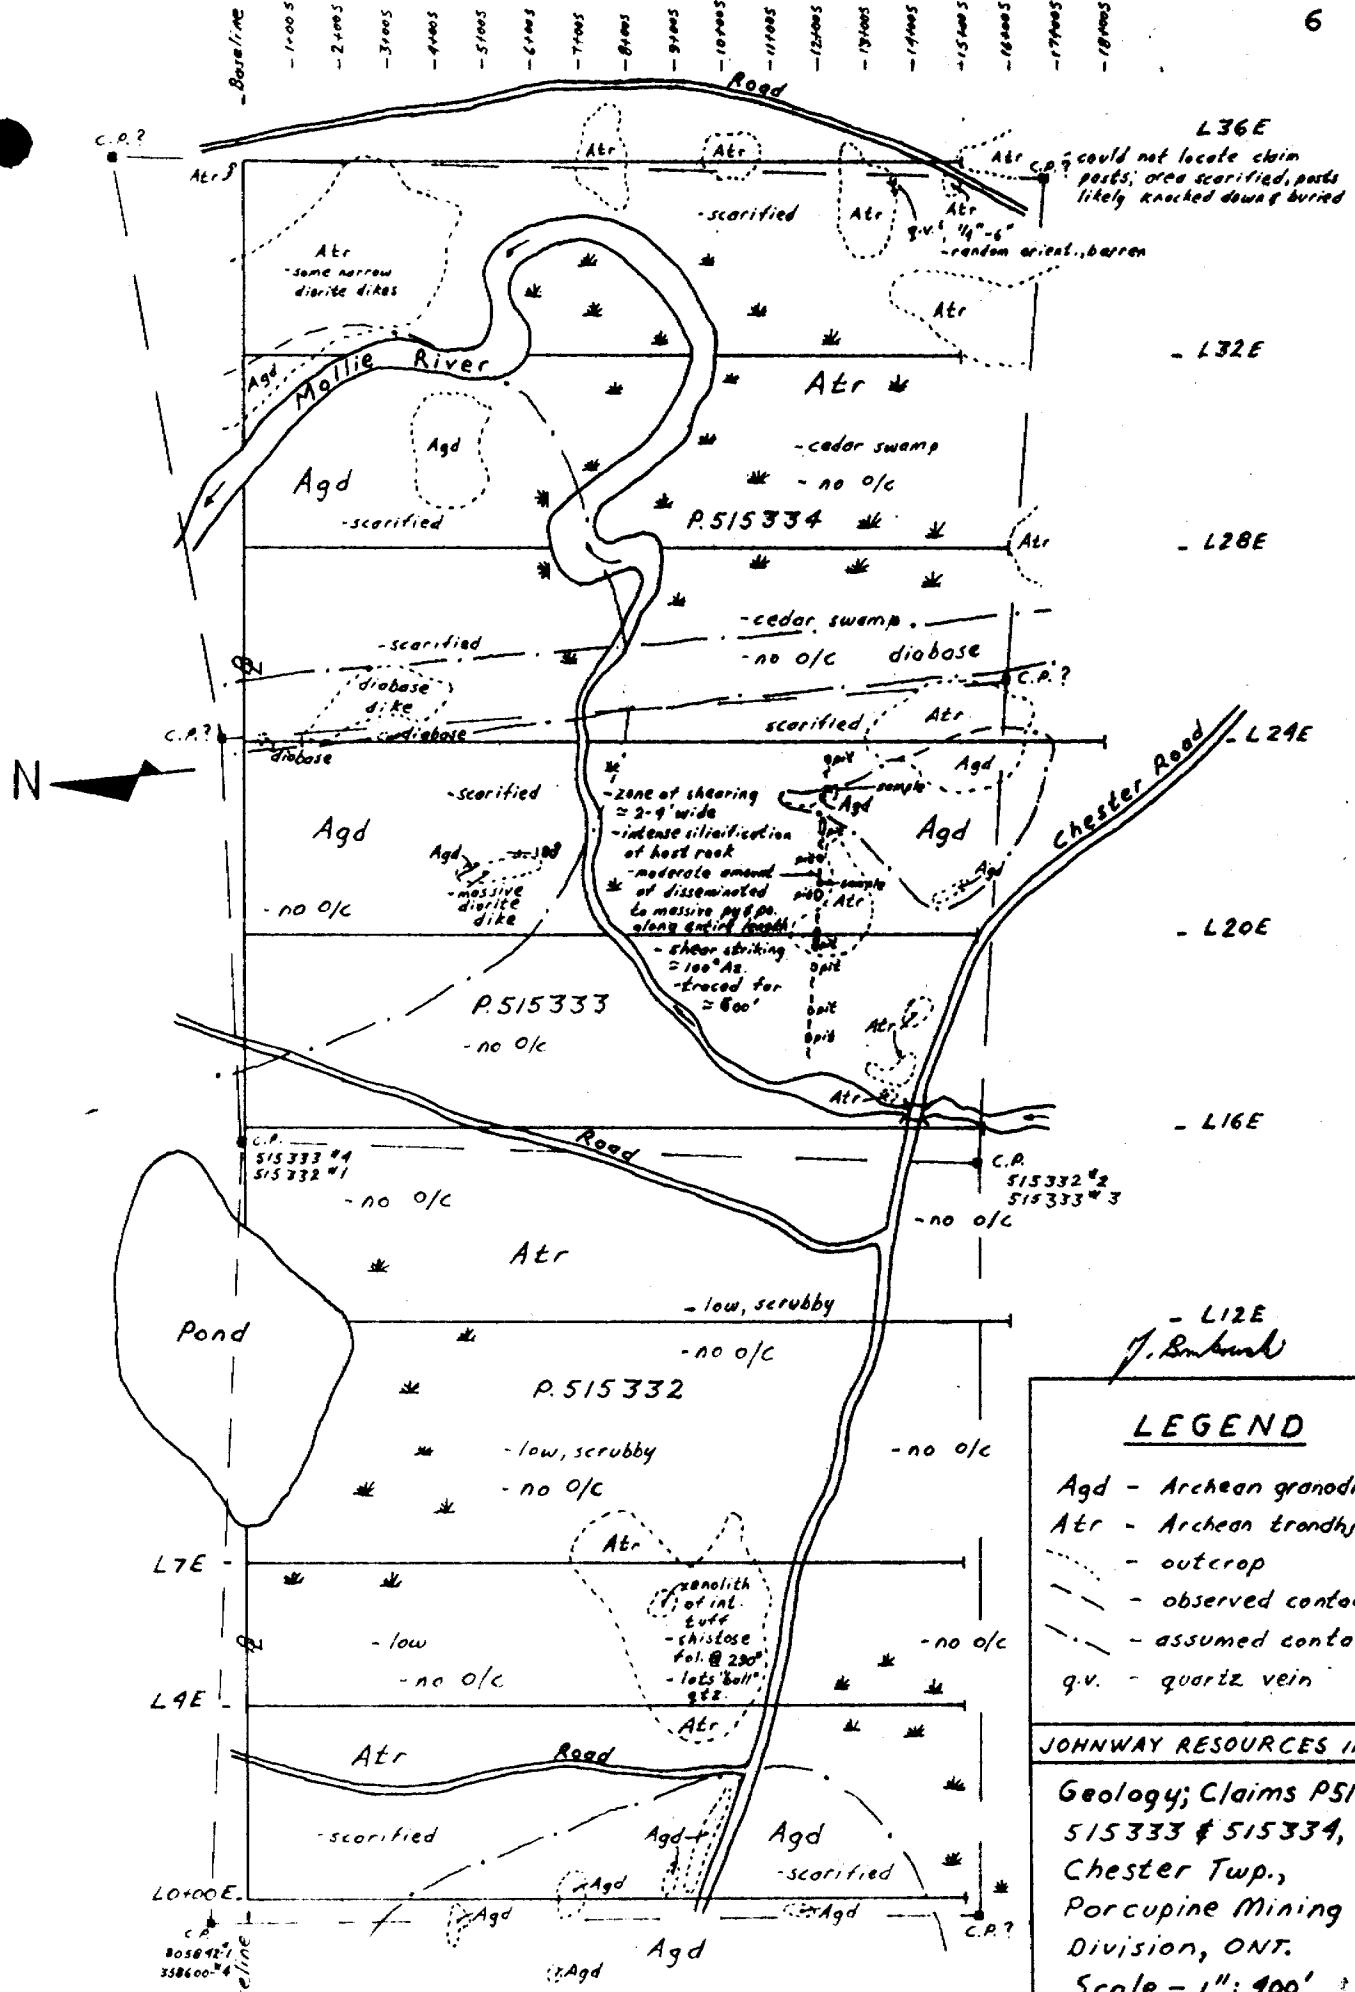 6
Baseline
1+00S
2+00S
3+00S
4+00S
5+00S
6+00S
7+00S
8+00S
9+00S
10+00S
11+00S
12+00S
13+00S
14+00S
15+00S
16+00S
17+00S
18+00S
Road
L36E
C.P.?
Atr
Atr
Atr
Atr
C.P.?
- could not locate claim
posts; area scarified, posts
likely knocked down & buried
- scarified
Atr
Atr
q.v. 1/4"-6"
- random orient., barren
Atr
- some narrow
diorite dikes
Atr
L32E
Agd
Mollie River
Atr
Agd
- cedar swamp
- no o/c
Agd
- scarified
P.515334
Atr
L28E
- cedar swamp
- no o/c
diabase
- scarified
diabase
dike
C.P.?
scarified
Atr
C.P.?
diabase
diabase
L24E
N
Agd
Chester Road
pit
sample
Agd
- scarified
- zone of shearing
≃ 2-4' wide
- intense silicification
of host rock
- moderate amount
of disseminated
to massive py & po.
along entire length
- shear striking
≃ 100° Az.
- traced for
≃ 600'
Agd
Agd
pit
pit
sample
pit
Atr
Agd
Agd
- massive
diorite
dike
- no o/c
L20E
pit
pit
pit
pit
P.515333
- no o/c
Atr
Atr
L16E
Road
C.P.
515333 #4
515332 #1
C.P.
515332 #2
515333 #3
- no o/c
- no o/c
Atr
Pond
- low, scrubby
L12E
- no o/c
P.515332
- low, scrubby
- no o/c
- no o/c
Atr
L7E
- xenolith
of int.
tuff
- shistose
fol. @ 290°
- lots "bull"
qtz.
- low
- no o/c
- no o/c
L4E
Atr
Atr
Road
- scarified
Agd
Agd
- scarified
L0+00E
Agd
Agd
Agd
Agd
Agd
C.P.
C.P.?
eline
LEGEND
Agd - Archean granodi
Atr - Archean trondhj
- outcrop
- observed conta
- assumed conta
q.v. - quartz vein
JOHNWAY RESOURCES I
Geology; Claims P51
515333 & 515334,
Chester Twp.,
Porcupine Mining
Division, ONT.
Scale - 1": 400'